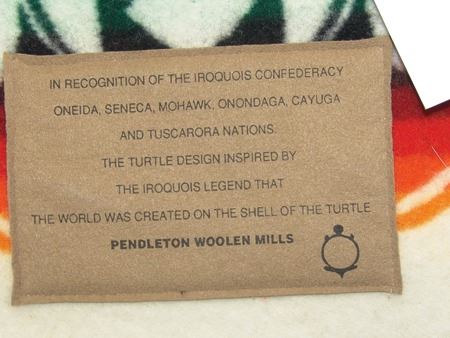 IN RECOGNITION OF THE IROQUOIS CONFEDERACY
ONEIDA, SENECA, MOHAWK, ONONDAGA, CAYUGA
AND TUSCARORA NATIONS.
THE TURTLE DESIGN INSPIRED BY
THE IROQUOIS LEGEND THAT
THE WORLD WAS CREATED ON THE SHELL OF THE TURTLE
PENDLETON WOOLEN MILLS